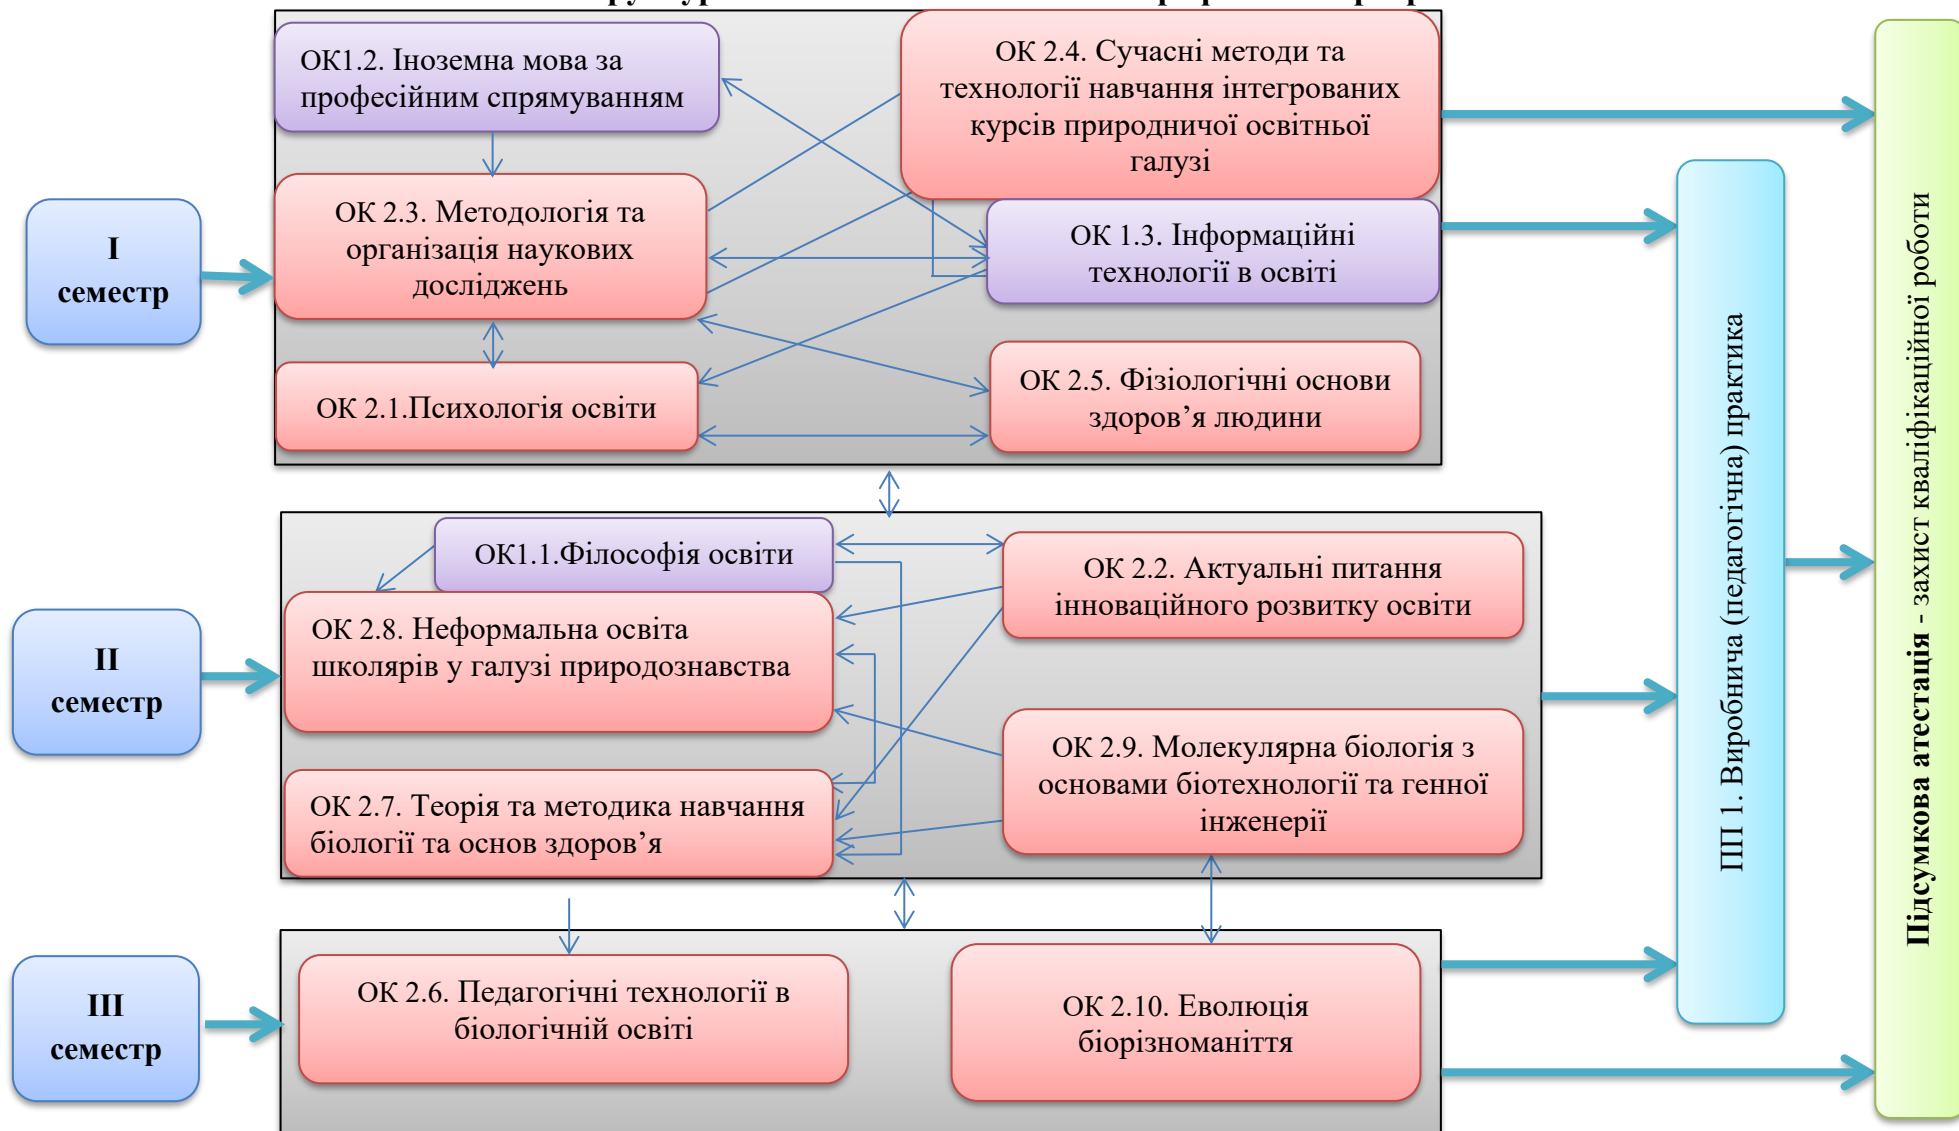 ОК1.2. Іноземна мова за
професійним спрямуванням
ОК 2.4. Сучасні методи та
технології навчання інтегрованих
курсів природничої освітньої
галузі
І
семестр
ОК 2.3. Методологія та
організація наукових
досліджень
ОК 1.3. Інформаційні
технології в освіті
ОК 2.1.Психологія освіти
ОК 2.5. Фізіологічні основи
здоров’я людини
ІІ
семестр
ОК1.1.Філософія освіти
ОК 2.2. Актуальні питання
інноваційного розвитку освіти
ОК 2.8. Неформальна освіта
школярів у галузі природознавства
ОК 2.9. Молекулярна біологія з
основами біотехнології та генної
інженерії
ОК 2.7. Теорія та методика навчання
біології та основ здоров’я
ІІІ
семестр
ОК 2.6. Педагогічні технології в
біологічній освіті
ОК 2.10. Еволюція
біорізноманіття
ПП 1. Виробнича (педагогічна) практика
Підсумкова атестація - захист кваліфікаційної роботи